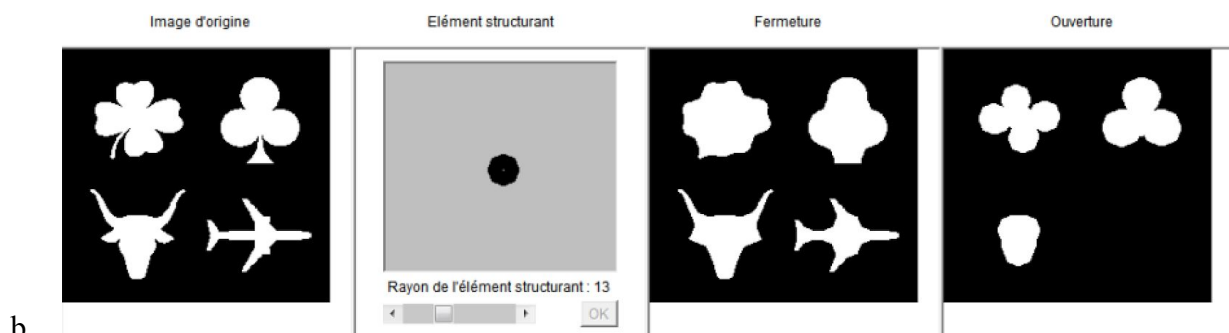 Image d'origine
Elément structurant
Fermeture
Ouverture
Rayon de l'élément structurant : 13
OK
b